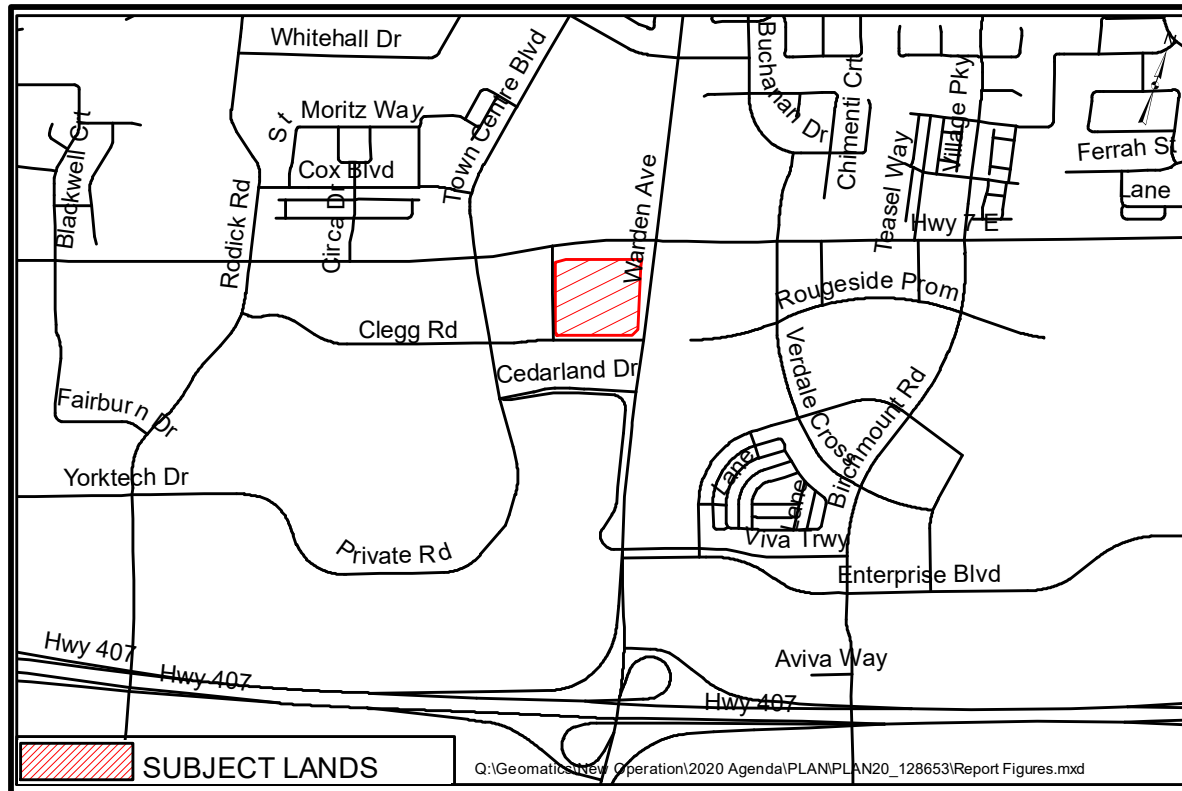 Whitehall Dr
Town Centre Blvd
Buchanan Dr
Chimenti Crt
Village Pky
N
Blackwell Crt
St
Moritz Way
Cox Blvd
Circa Dr
Rodick Rd
Warden Ave
Teasel Way
Ferrah St
Lane
Hwy 7 E
Rougeside Prom
Clegg Rd
Cedarland Dr
Verdale Cross
Birchmount Rd
Fairburn Dr
Yorktech Dr
Lane
Lane
Private Rd
Viva Trwy
Enterprise Blvd
Hwy 407
Hwy 407
Aviva Way
Hwy 407
SUBJECT LANDS
Q:\Geomatics\New Operation\2020 Agenda\PLAN\PLAN20_128653\Report Figures.mxd